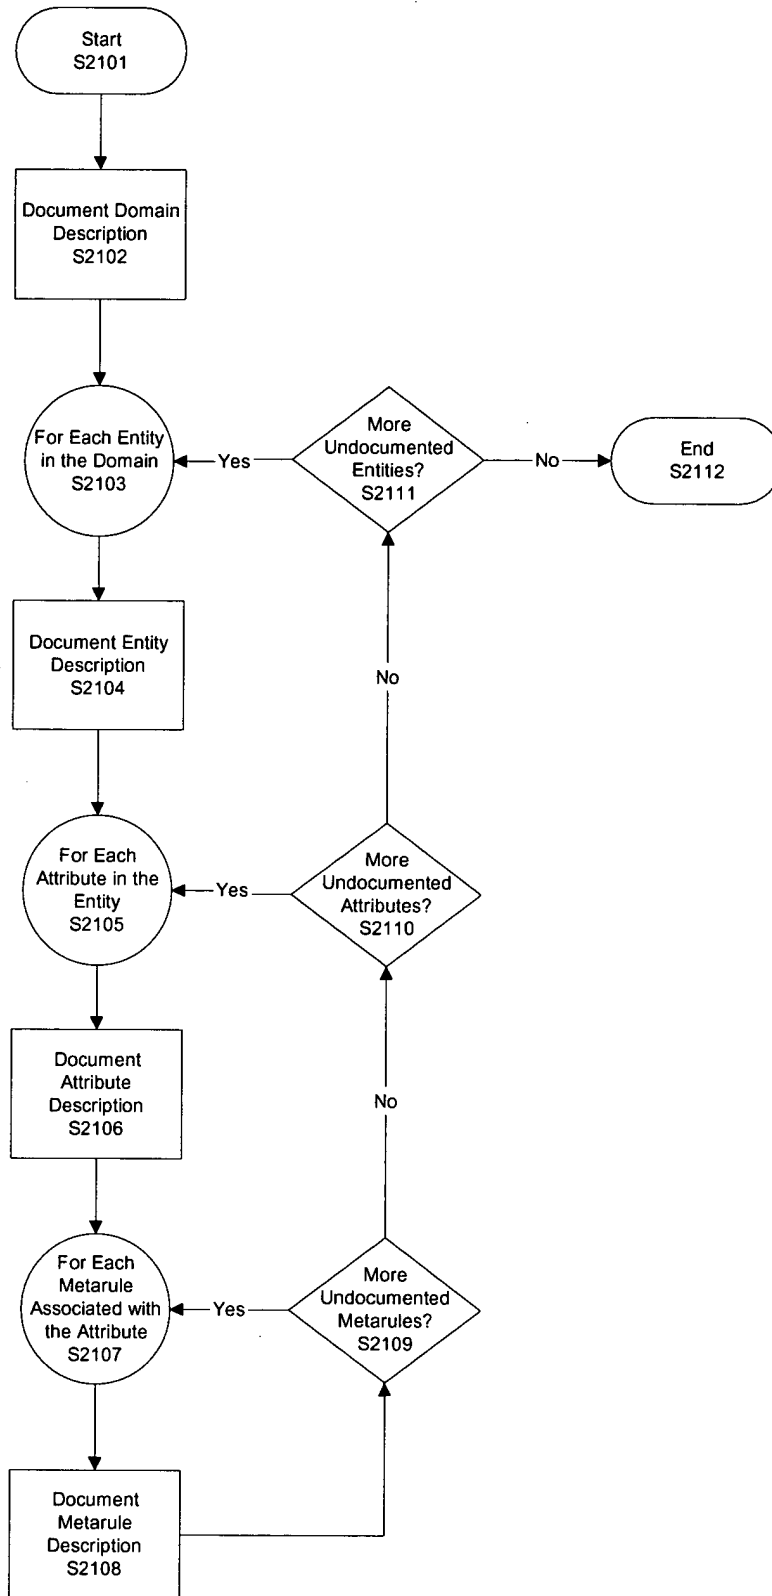 Start
S2101
Document Domain
Description
S2102
For Each Entity
in the Domain
S2103
Yes
More
Undocumented
Entities?
S2111
No
End
S2112
Document Entity
Description
S2104
No
For Each
Attribute in the
Entity
S2105
Yes
More
Undocumented
Attributes?
S2110
Document
Attribute
Description
S2106
No
For Each
Metarule
Associated with
the Attribute
S2107
Yes
More
Undocumented
Metarules?
S2109
Document
Metarule
Description
S2108